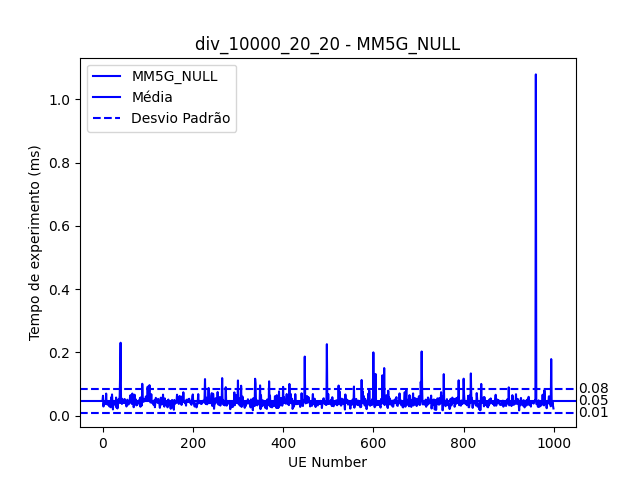 div_10000_20_20 - MM5G_NULL
MM5G_NULL
Média
Desvio Padrão
Tempo de experimento (ms)
1.0
0.8
0.6
0.4
0.2
0.0
0.08
0.05
0.01
0 200 400 600 800 1000
UE Number